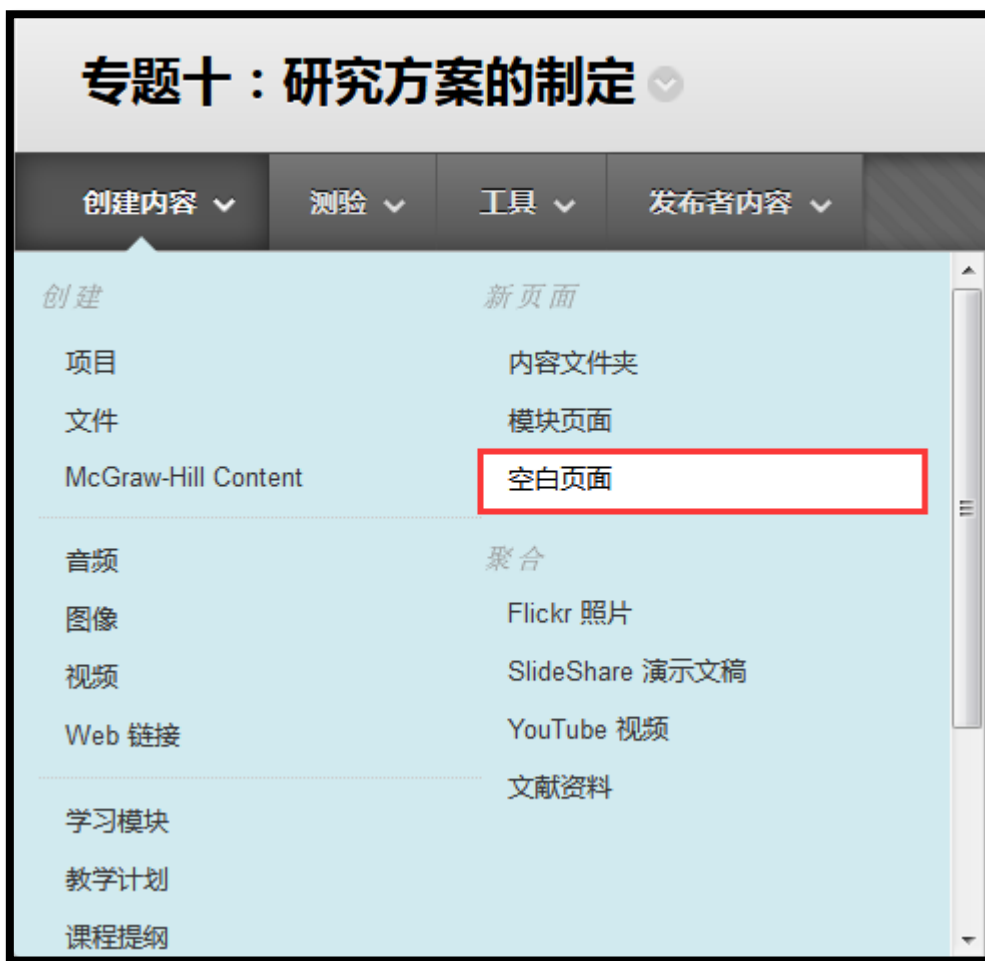 专题十：研究方案的制定
创建内容 测验 工具 发布者内容
创建
项目
文件
McGraw-Hill Content
音频
图像
视频
Web 链接
学习模块
教学计划
课程提纲
新页面
内容文件夹
模块页面
空白页面
聚合
Flickr 照片
SlideShare 演示文稿
YouTube 视频
文献资料